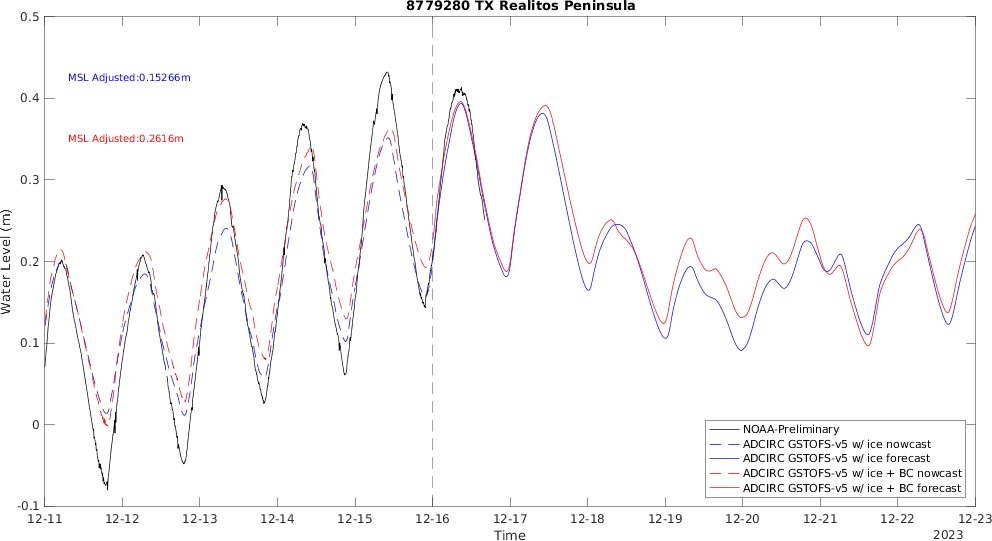 8779280 TX Realitos Peninsula
MSL Adjusted:0.15266m
MSL Adjusted:0.2616m
Water Level (m)
0.5
0.4
0.3
0.2
0.1
0
-0.1
12-11 12-12 12-13 12-14 12-15 12-16 12-17 12-18 12-19 12-20 12-21 12-22 12-23
Time
2023
NOAA-Preliminary
ADCIRC GSTOFS-v5 w/ ice nowcast
ADCIRC GSTOFS-v5 w/ ice forecast
ADCIRC GSTOFS-v5 w/ ice + BC nowcast
ADCIRC GSTOFS-v5 w/ ice + BC forecast